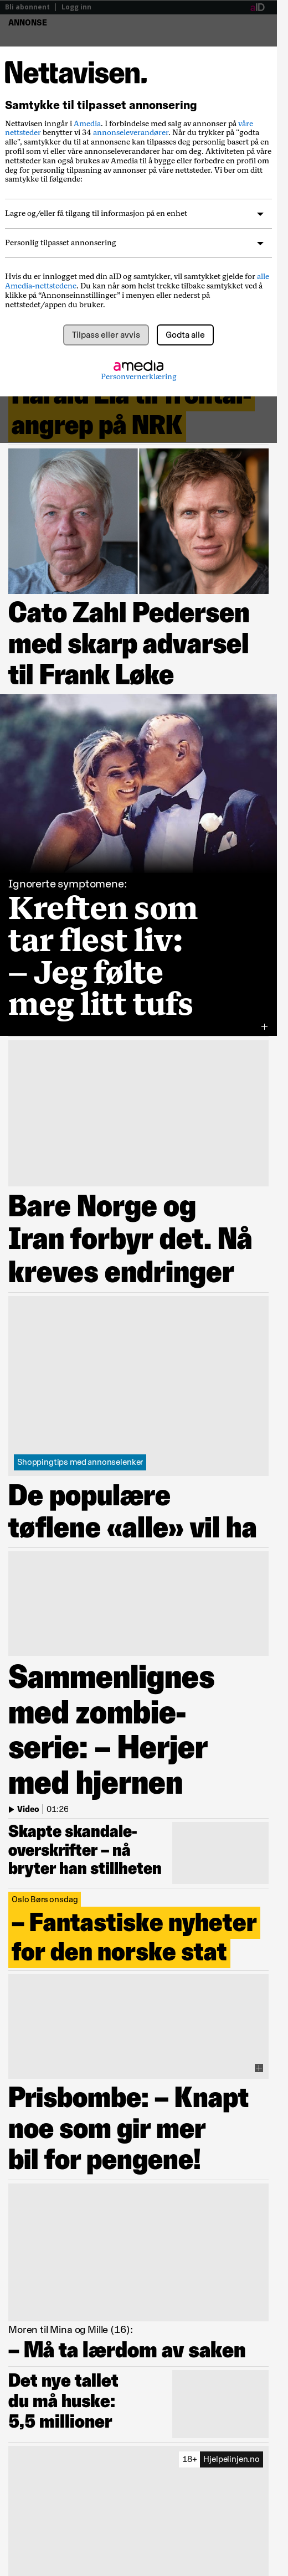 Bli abonnent | Logg inn
aID
ANNONSE
Nettavisen.
Samtykke til tilpasset annonsering
Nettavisen inngår i Amedia. I forbindelse med salg av annonser på våre
nettsteder benytter vi 34 annonseleverandører. Når du trykker på "godta
alle”, samtykker du til at annonsene kan tilpasses deg personlig basert på en
profil som vi eller våre annonseleverandører har om deg. Aktiviteten på våre
nettsteder kan også brukes av Amedia til å bygge eller forbedre en profil om
deg for personlig tilpasning av annonser på våre nettsteder. Vi ber om ditt
samtykke til følgende:
Lagre og/eller få tilgang til informasjon på en enhet
Personlig tilpasset annonsering
Hvis du er innlogget med din aID og samtykker, vil samtykket gjelde for alle
Amedia-nettstedene. Du kan når som helst trekke tilbake samtykket ved å
klikke på “Annonseinnstillinger” i menyen eller nederst på
nettstedet/appen du bruker.
Tilpass eller avvis
Godta alle
amedia
Personvernerklæring
Harald Eia til frontal-
angrep på NRK
Cato Zahl Pedersen
med skarp advarsel
til Frank Løke
Ignorerte symptomene:
Kreften som
tar flest liv:
– Jeg følte
meg litt tufs
Bare Norge og
Iran forbyr det. Nå
kreves endringer
Shoppingtips med annonselenker
De populære
tøflene «alle» vil ha
Sammenlignes
med zombie-
serie: – Herjer
med hjernen
Video | 01:26
Skapte skandale-
overskrifter – nå
bryter han stillheten
Oslo Børs onsdag
– Fantastiske nyheter
for den norske stat
Prisbombe: – Knapt
noe som gir mer
bil for pengene!
Moren til Mina og Mille (16):
– Må ta lærdom av saken
Det nye tallet
du må huske:
5,5 millioner
18+ Hjelpelinjen.no